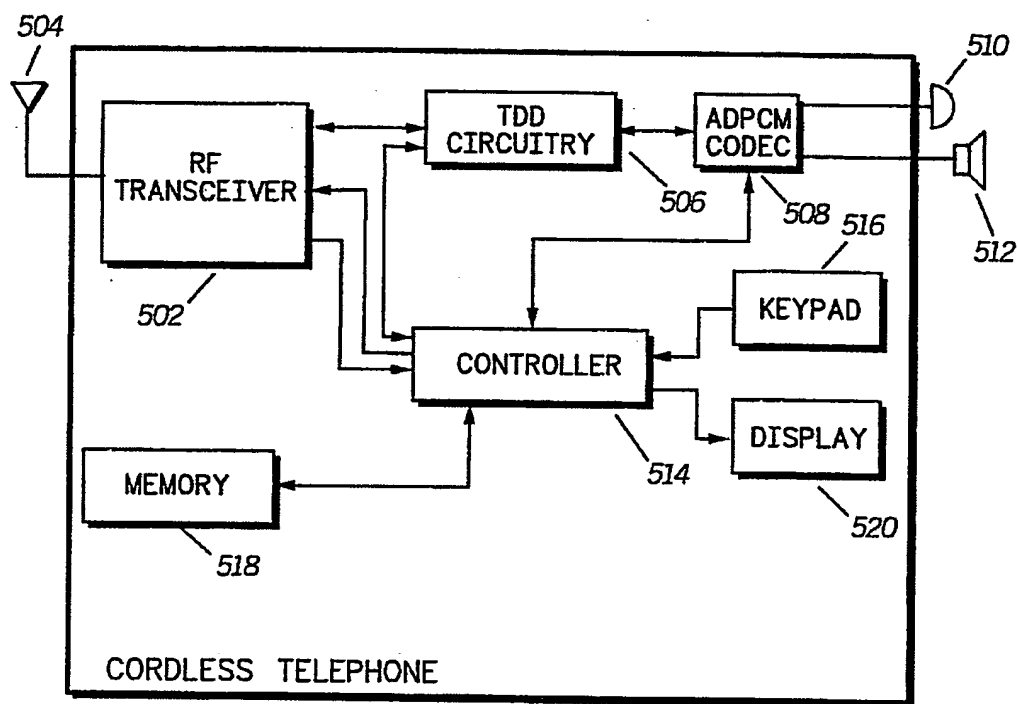 504
510
RF
TRANSCEIVER
TDD
CIRCUITRY
ADPCM
CODEC
506
508
512
502
516
KEYPAD
CONTROLLER
514
DISPLAY
520
MEMORY
518
CORDLESS TELEPHONE